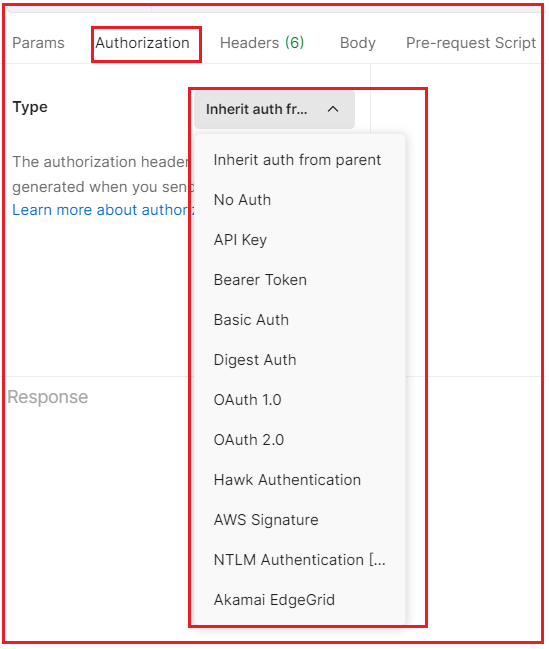 Params Authorization Headers (6) Body Pre-request Script
Type
Inherit auth fr...
The authorization header
generated when you send
Learn more about authoriz
Inherit auth from parent
No Auth
API Key
Bearer Token
Basic Auth
Digest Auth
OAuth 1.0
OAuth 2.0
Hawk Authentication
AWS Signature
NTLM Authentication [...
Akamai EdgeGrid
Response